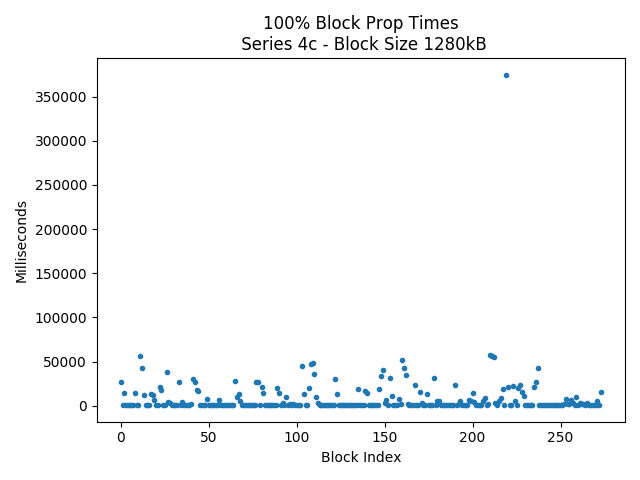 100% Block Prop Times
Series 4c - Block Size 1280kB
350000
300000
250000
200000
150000
100000
50000
0
Milliseconds
0 50 100 150 200 250
Block Index